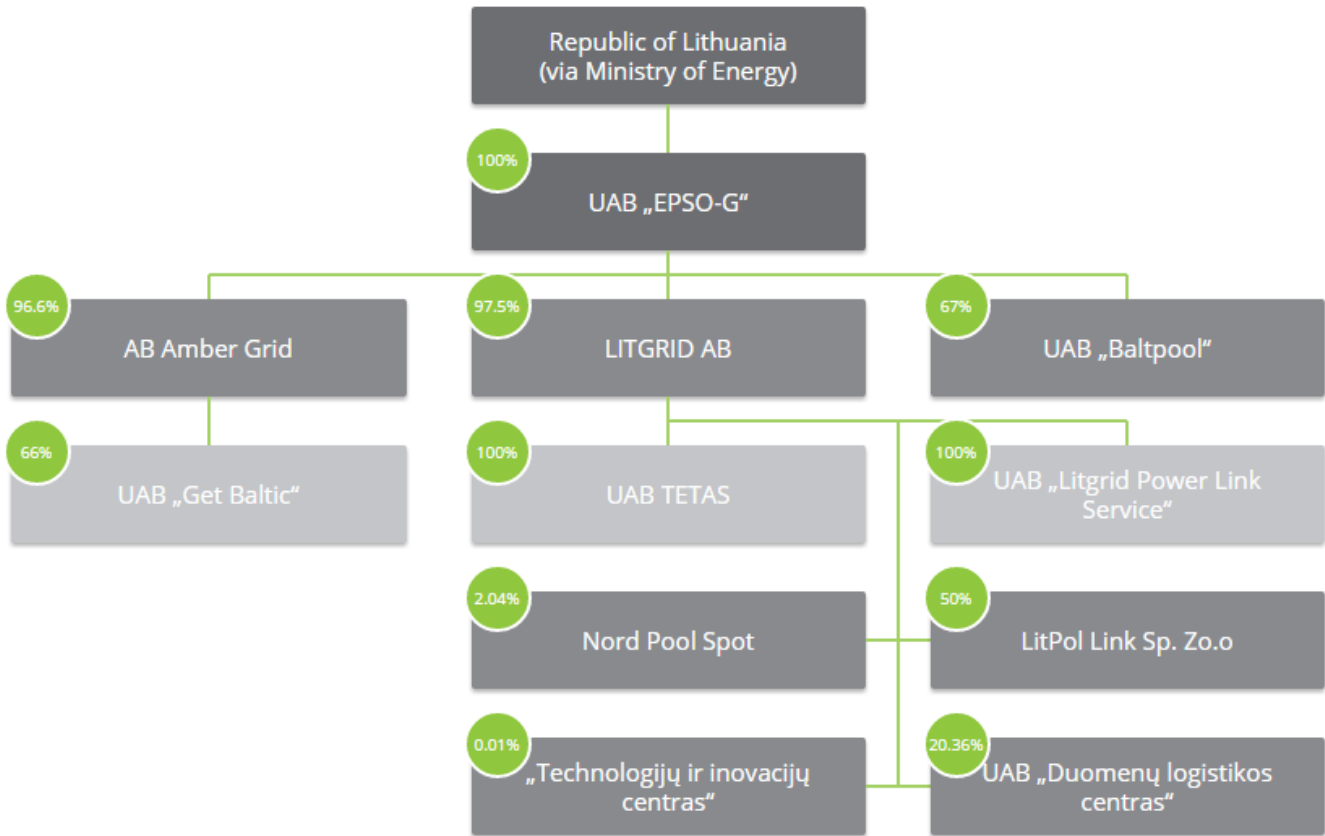 Republic of Lithuania
(via Ministry of Energy)
100%
UAB „EPSO-G“
96.6%
AB Amber Grid
97.5%
LITGRID AB
67%
UAB „Baltpool“
66%
UAB „Get Baltic“
100%
UAB TETAS
100%
UAB „Litgrid Power Link
Service“
2.04%
Nord Pool Spot
50%
LitPol Link Sp. Zo.o
0.01%
„Technologijų ir inovacijų
centras“
20.36%
UAB „Duomenų logistikos
centras“